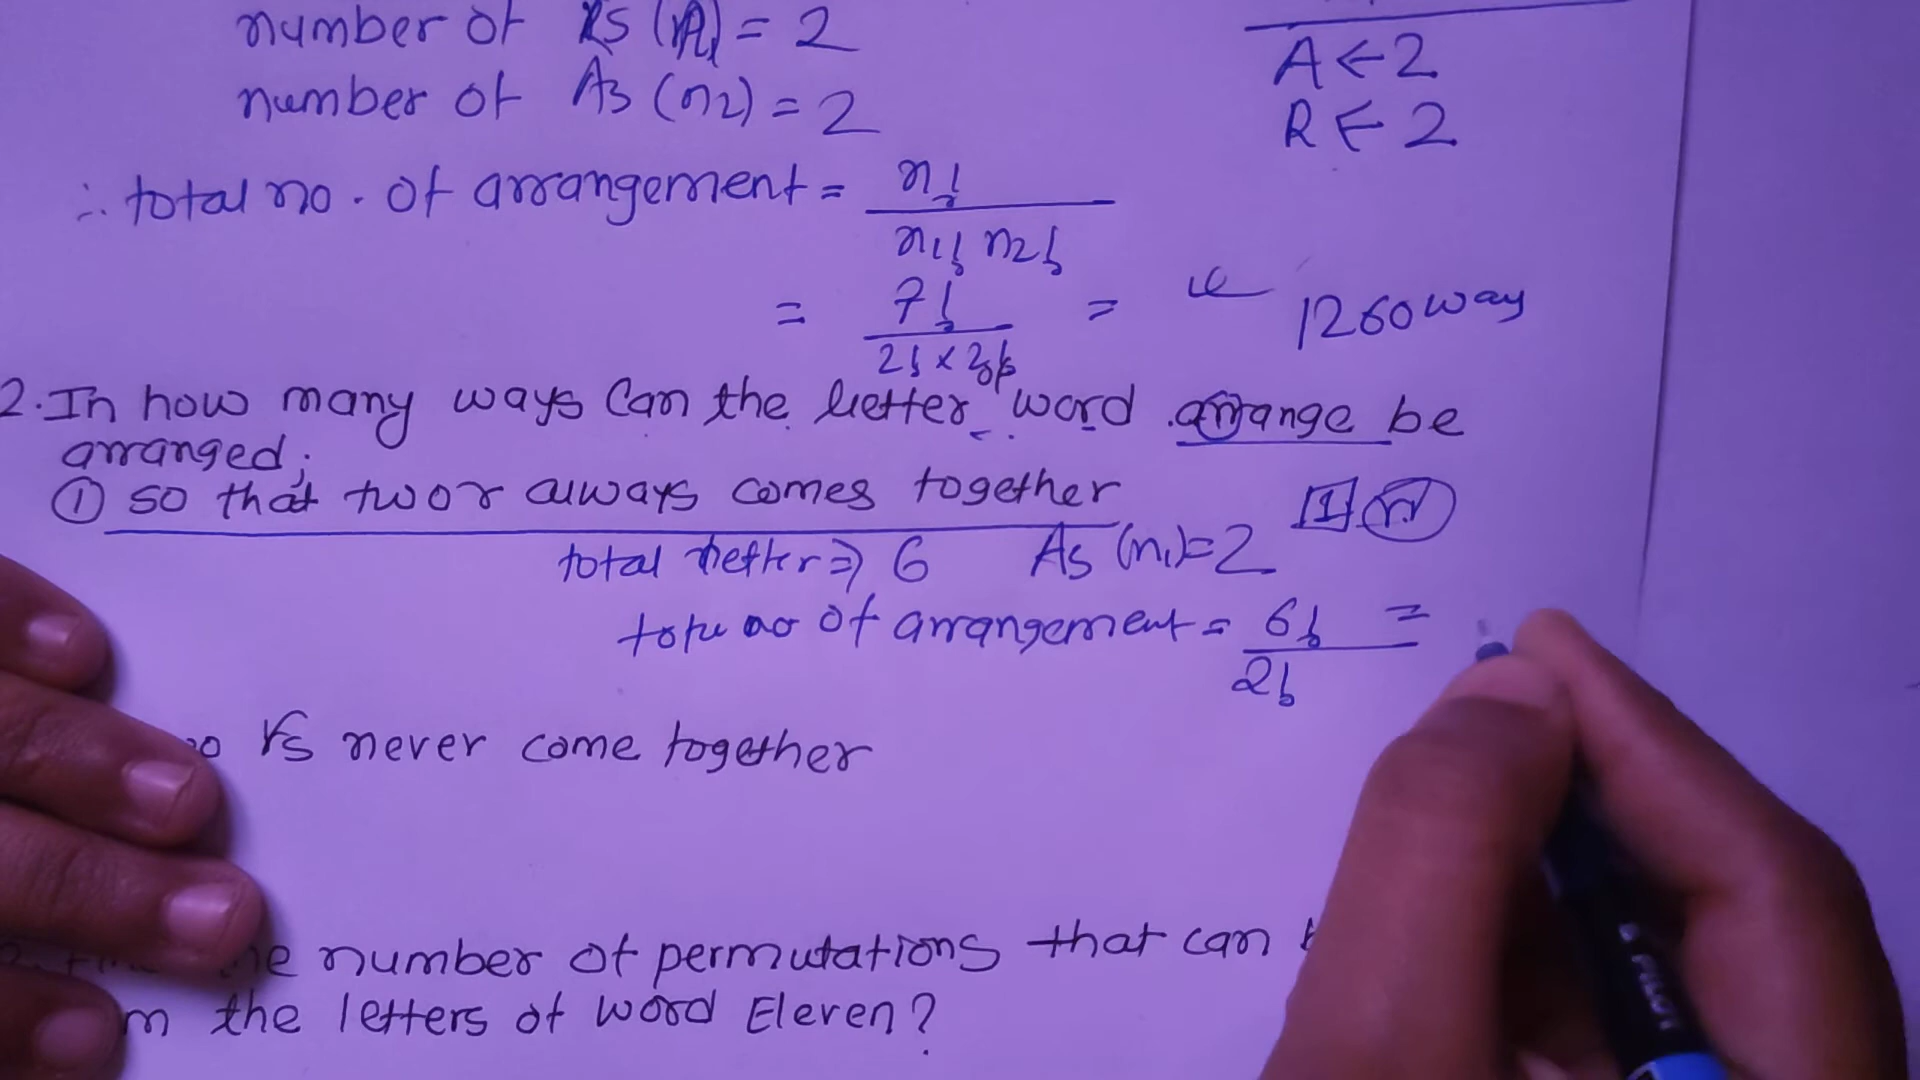 number of Rs (n1) = 2
number of As (n2) = 2
A ← 2
R ← 2
∴ total no. of arrangement = n!
n1! n2!
= 7! = 1260 way
2! × 2!
2. In how many ways can the letter word arrange be
arranged;
① so that two r always comes together
total letter ⇒ 6 As (n1) = 2
no of arrangement = 6! =
2!
rs never come together
number of permutations that can
the letters of word Eleven?
PILOT